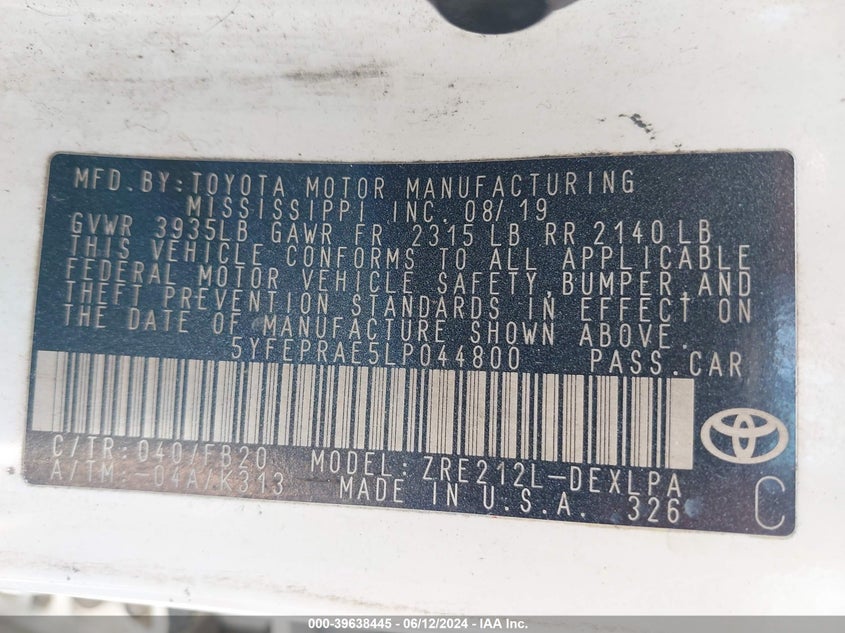 MFD.BY:TOYOTA MOTOR MANUFACTURING
MISSISSIPPI INC. 08/19
GVWR 3935LB GAWR FR 2315 LB RR 2140 LB
THIS VEHICLE CONFORMS TO ALL APPLICABLE
FEDERAL MOTOR VEHICLE SAFETY,BUMPER,AND
THEFT PREVENTION STANDARDS IN EFFECT ON
THE DATE OF MANUFACTURE SHOWN ABOVE.
5YFEPRAE5LP044800 PASS.CAR
C/TR:040/FB20 MODEL: ZRE212L-DEXLPA
A/TM:-04A/K313 MADE IN U.S.A. 326
C
000-39638445 - 06/12/2024 - IAA Inc.